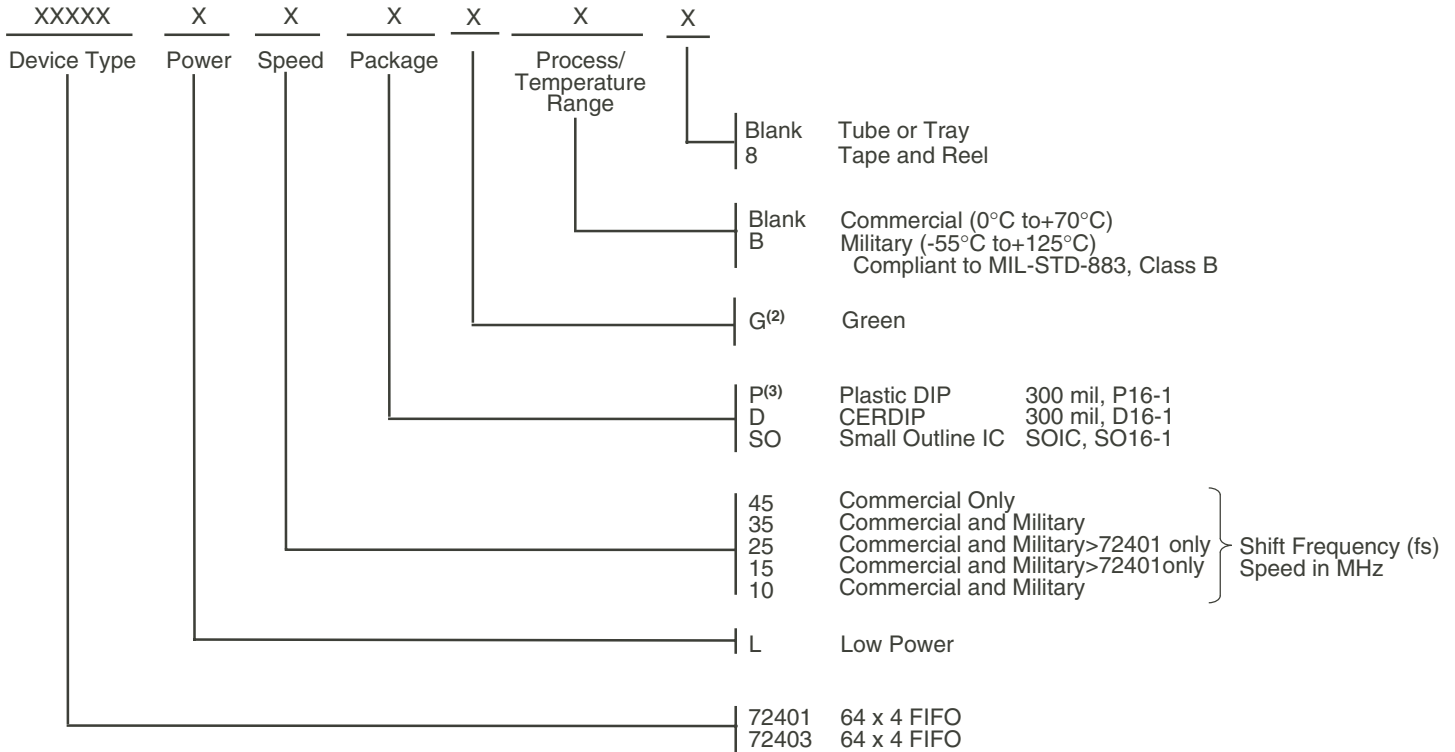 XXXXX X X X X X X
Device Type Power Speed Package Process/
Temperature
Range
Blank Tube or Tray
8 Tape and Reel
Blank Commercial (0°C to+70°C)
B Military (-55°C to+125°C)
Compliant to MIL-STD-883, Class B
G(2) Green
P(3) Plastic DIP 300 mil, P16-1
D CERDIP 300 mil, D16-1
SO Small Outline IC SOIC, SO16-1
45 Commercial Only
35 Commercial and Military
25 Commercial and Military>72401 only
15 Commercial and Military>72401only
10 Commercial and Military
Shift Frequency (fs)
Speed in MHz
L Low Power
72401 64 x 4 FIFO
72403 64 x 4 FIFO